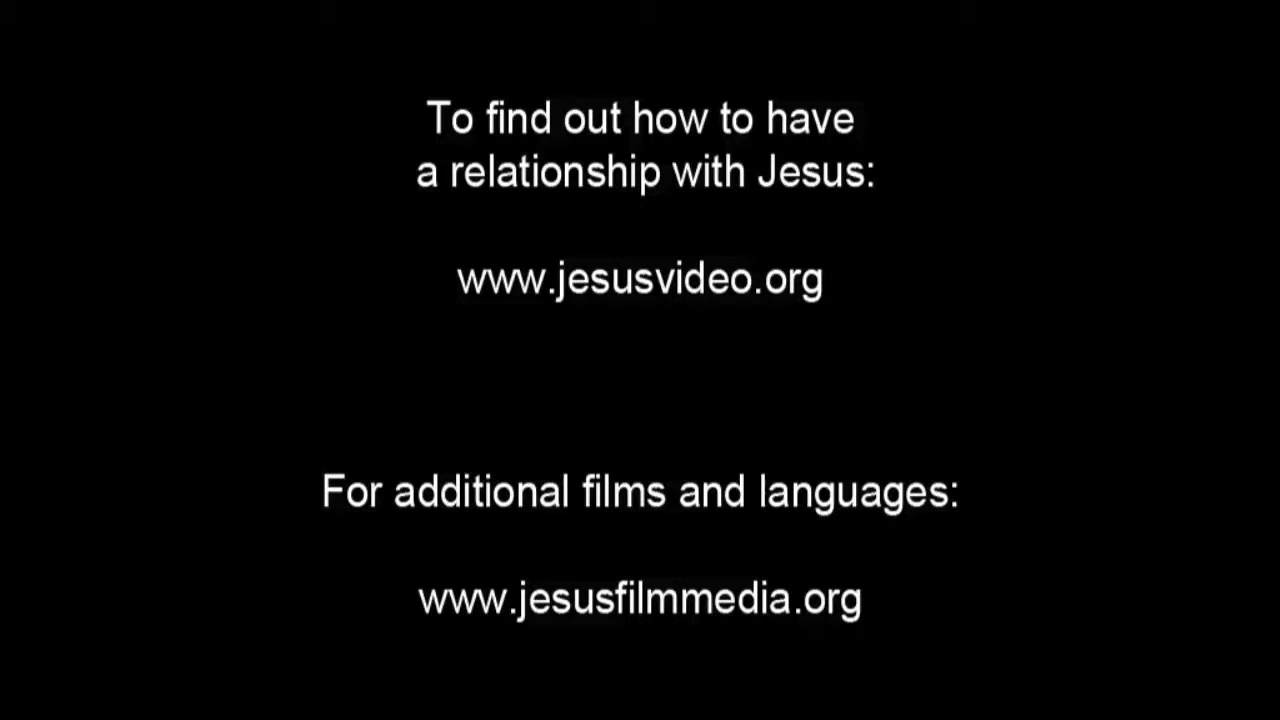 To find out how to have
a relationship with Jesus:
www.jesusvideo.org
For additional films and languages:
www.jesusfilmmedia.org